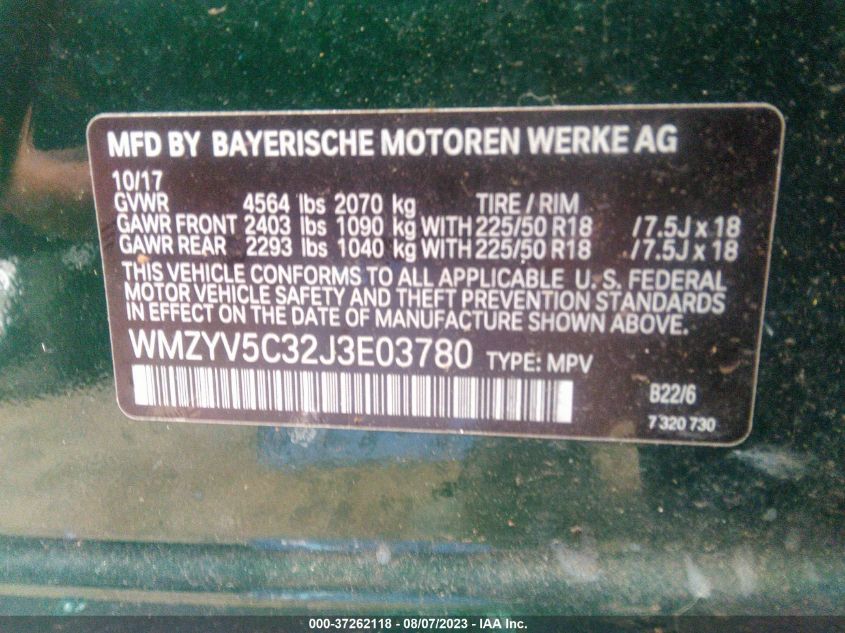 MFD BY BAYERISCHE MOTOREN WERKE AG
10/17
GVWR 4564 lbs 2070 kg TIRE / RIM
GAWR FRONT 2403 lbs 1090 kg WITH 225/50 R18 /7.5J x 18
GAWR REAR 2293 lbs 1040 kg WITH 225/50 R18 /7.5J x 18
THIS VEHICLE CONFORMS TO ALL APPLICABLE U.S. FEDERAL
MOTOR VEHICLE SAFETY AND THEFT PREVENTION STANDARDS
IN EFFECT ON THE DATE OF MANUFACTURE SHOWN ABOVE.
WMZYV5C32J3E03780 TYPE: MPV
B22/6
7 320 730
000-37262118 - 08/07/2023 - IAA Inc.